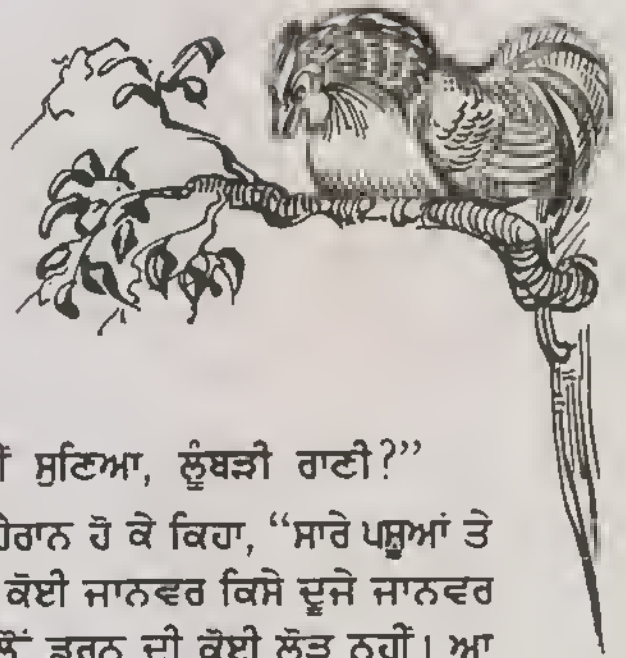 ਸੁਣਿਆ, ਲੂੰਬੜੀ ਰਾਣੀ?”
ਹੈਰਾਨ ਹੋ ਕੇ ਕਿਹਾ, “ਸਾਰੇ ਪਸ਼ੂਆਂ ਤੇ
ਕੋਈ ਜਾਨਵਰ ਕਿਸੇ ਦੂਜੇ ਜਾਨਵਰ
ਡਰਨ ਦੀ ਕੋਈ ਲੋੜ ਨਹੀਂ। ਆ